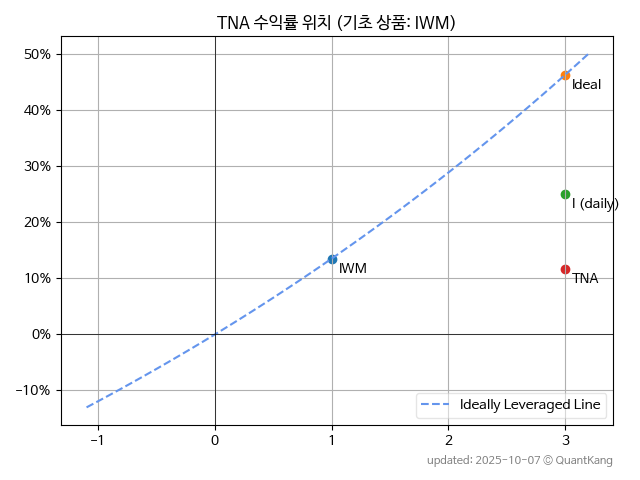 TNA 수익률 위치 (기초 상품: IWM)
50%
40%
30%
20%
10%
0%
−10%
Ideal
I (daily)
IWM
TNA
Ideally Leveraged Line
−1
0
1
2
3
updated: 2025-10-07 © QuantKang